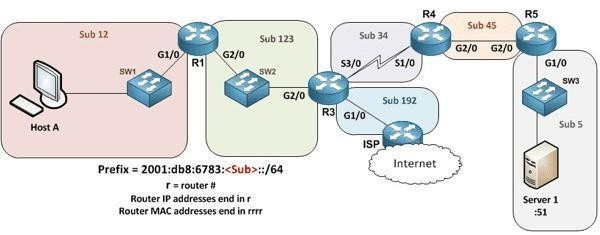 Sub 12
G1/0
R1
SW1
Host A
Sub 123
G2/0
SW2
G2/0
R3
Sub 34
S3/0
S1/0
R4
Sub 45
G2/0
G2/0
R5
G1/0
SW3
Sub 5
Server 1
:51
Sub 192
G1/0
ISP
Internet
Prefix = 2001:db8:6783:<Sub>::/64
r = router #
Router IP addresses end in r
Router MAC addresses end in rrrr